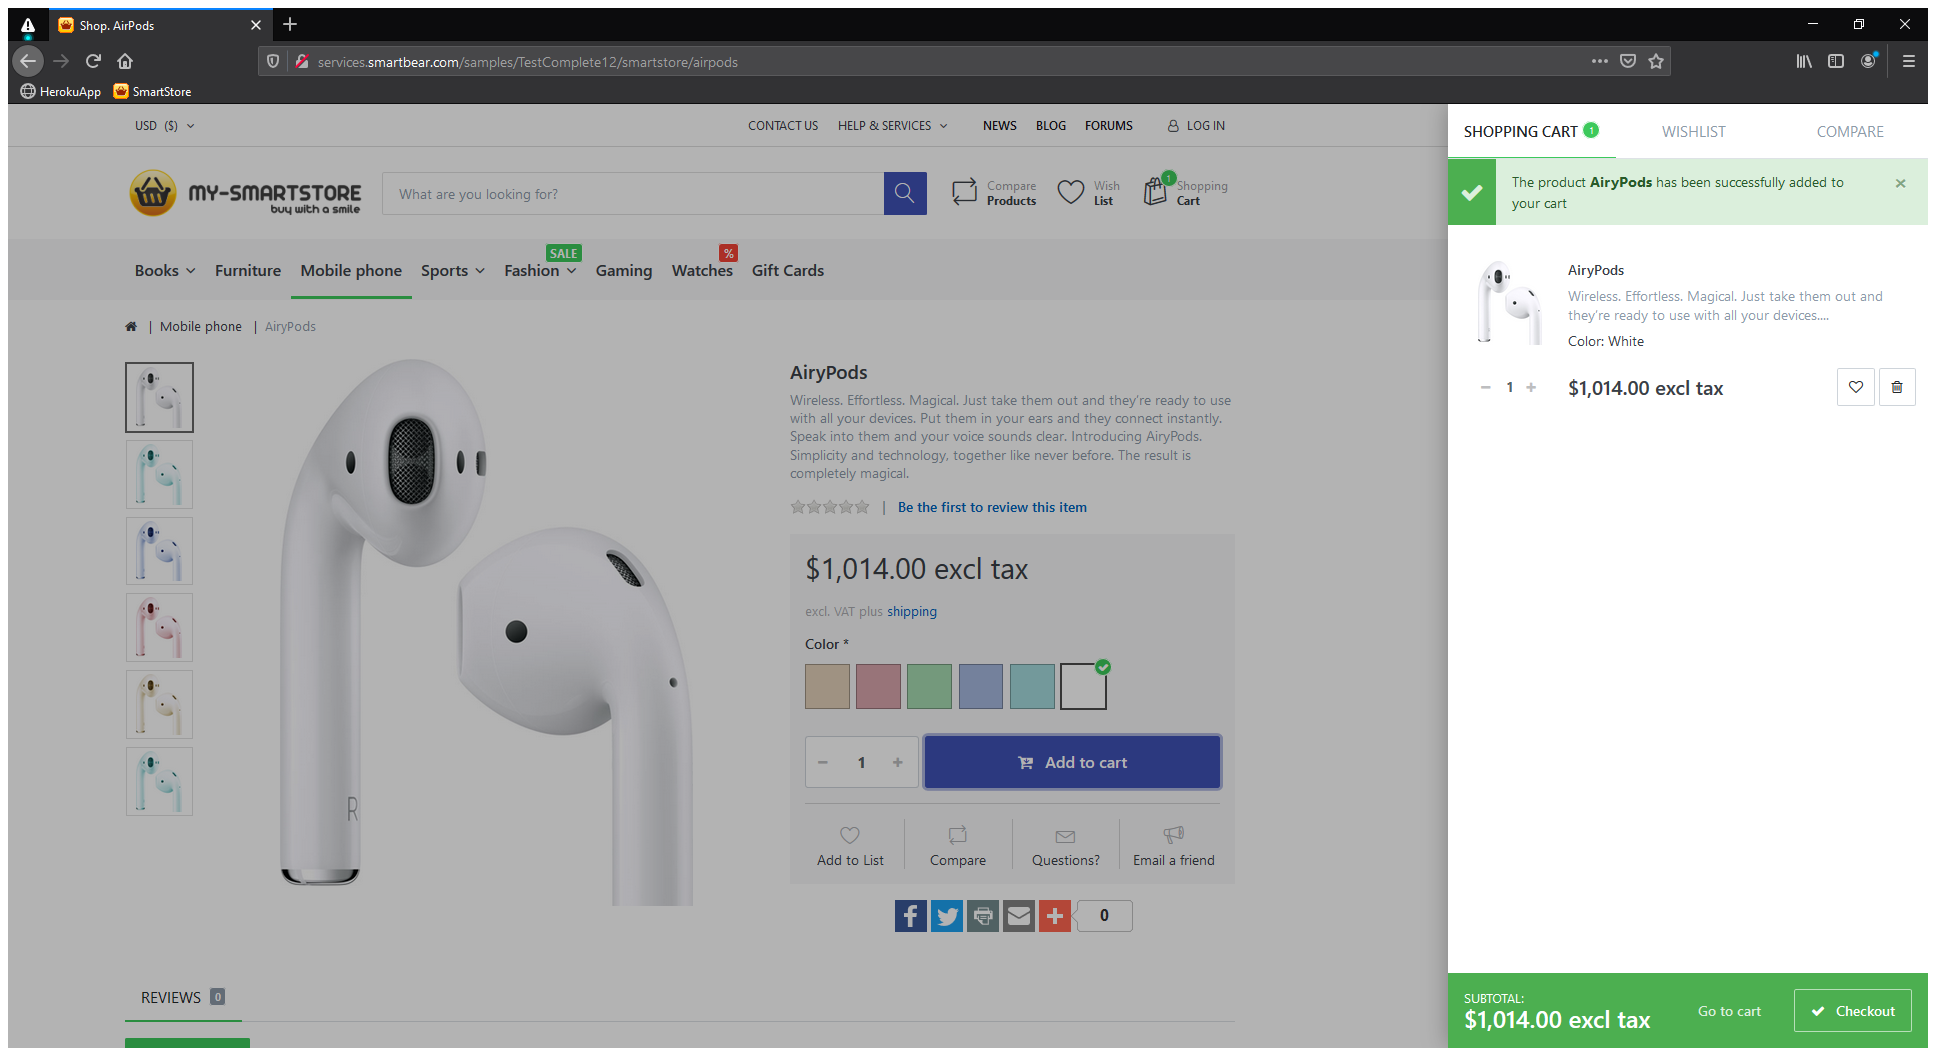 Shop. AirPods
services.smartbear.com/samples/TestComplete12/smartstore/airpods
HerokuApp
SmartStore
USD ($)
CONTACT US
HELP & SERVICES
NEWS
BLOG
FORUMS
LOG IN
MY-SMARTSTORE
buy with a smile
What are you looking for?
Compare
Products
Wish
List
1
Shopping
Cart
SALE
%
Books
Furniture
Mobile phone
Sports
Fashion
Gaming
Watches
Gift Cards
| Mobile phone | AiryPods
AiryPods
Wireless. Effortless. Magical. Just take them out and they're ready to use
with all your devices. Put them in your ears and they connect instantly.
Speak into them and your voice sounds clear. Introducing AiryPods.
Simplicity and technology, together like never before. The result is
completely magical.
| Be the first to review this item
$1,014.00 excl tax
excl. VAT plus shipping
Color *
1
Add to cart
Add to List
Compare
Questions?
Email a friend
R
0
REVIEWS 0
SHOPPING CART 1
WISHLIST
COMPARE
The product AiryPods has been successfully added to
your cart
×
AiryPods
Wireless. Effortless. Magical. Just take them out and
they're ready to use with all your devices....
Color: White
1
$1,014.00 excl tax
SUBTOTAL:
$1,014.00 excl tax
Go to cart
Checkout